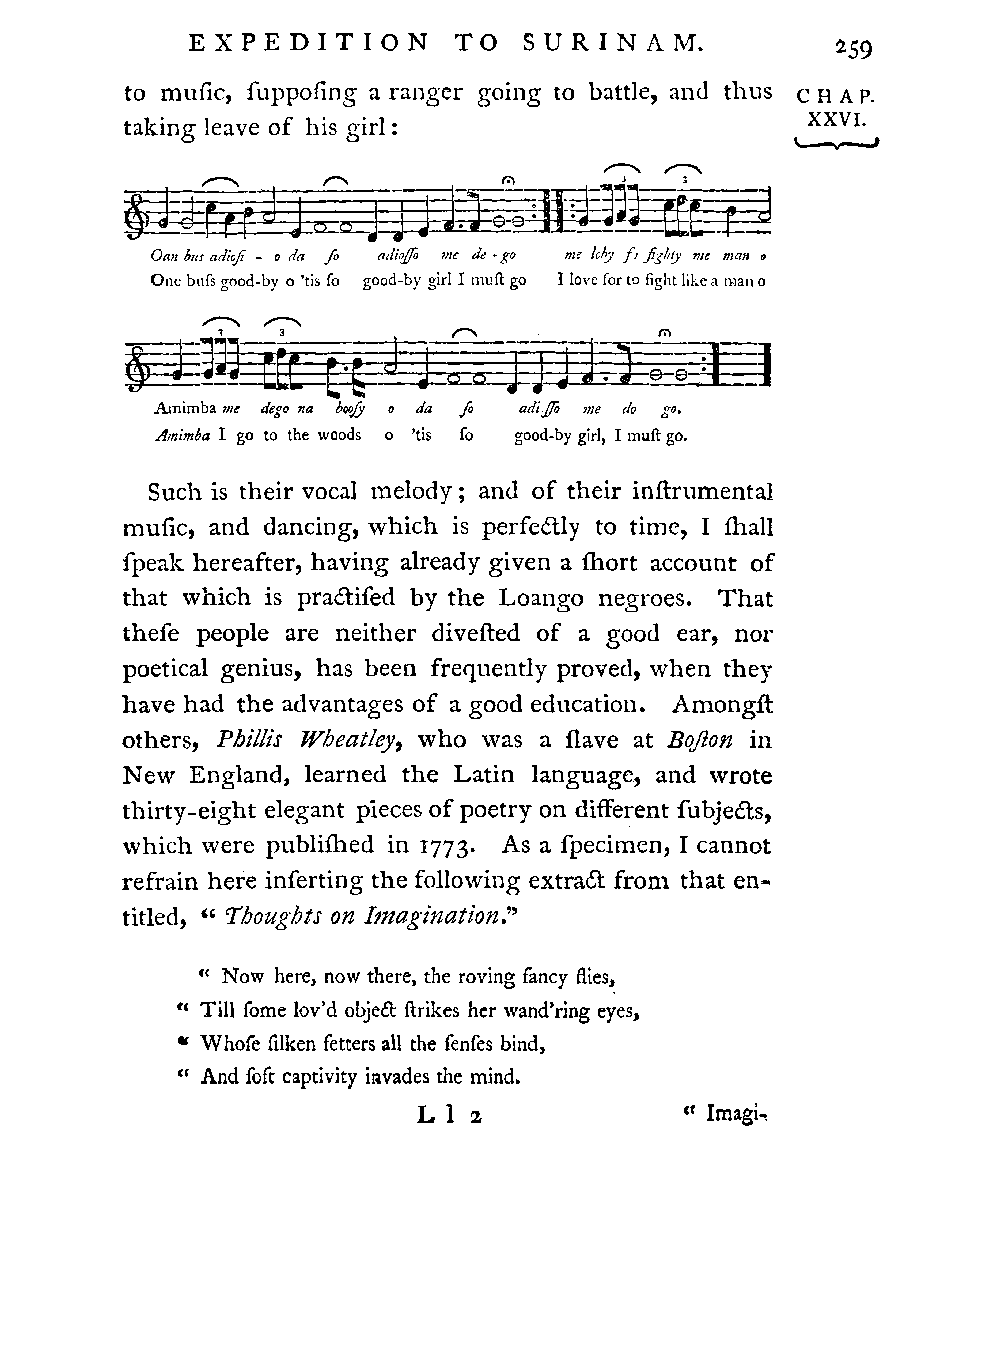 EXPEDITION TO SURINAM. 259
to muſic, ſuppoſing a ranger going to battle, and thus
taking leave of his girl:
CHAP.
XXVI.
Oan bus adioſi - o da ſo adioſſo me de - go me lchy ſi fighty me man o
One buſs good-by o 'tis ſo good-by girl I muſt go I love for to fight like a man o
Amimba me dego na booſy o da ſo adiſſo me do go.
Amimba I go to the woods o 'tis ſo good-by girl, I muſt go.
Such is their vocal melody; and of their inſtrumental
muſic, and dancing, which is perfectly to time, I ſhall
ſpeak hereafter, having already given a ſhort account of
that which is practiſed by the Loango negroes. That
theſe people are neither diveſted of a good ear, nor
poetical genius, has been frequently proved, when they
have had the advantages of a good education. Amongſt
others, Phillis Wheatley, who was a ſlave at Boſton in
New England, learned the Latin language, and wrote
thirty-eight elegant pieces of poetry on different ſubjects,
which were publiſhed in 1773. As a ſpecimen, I cannot
refrain here inſerting the following extract from that en-
titled, “ Thoughts on Imagination.”
“ Now here, now there, the roving fancy flies,
“ Till ſome lov'd object ſtrikes her wand'ring eyes,
“ Whoſe ſilken fetters all the ſenſes bind,
“ And ſoft captivity invades the mind.
L l 2 “ Imagi-